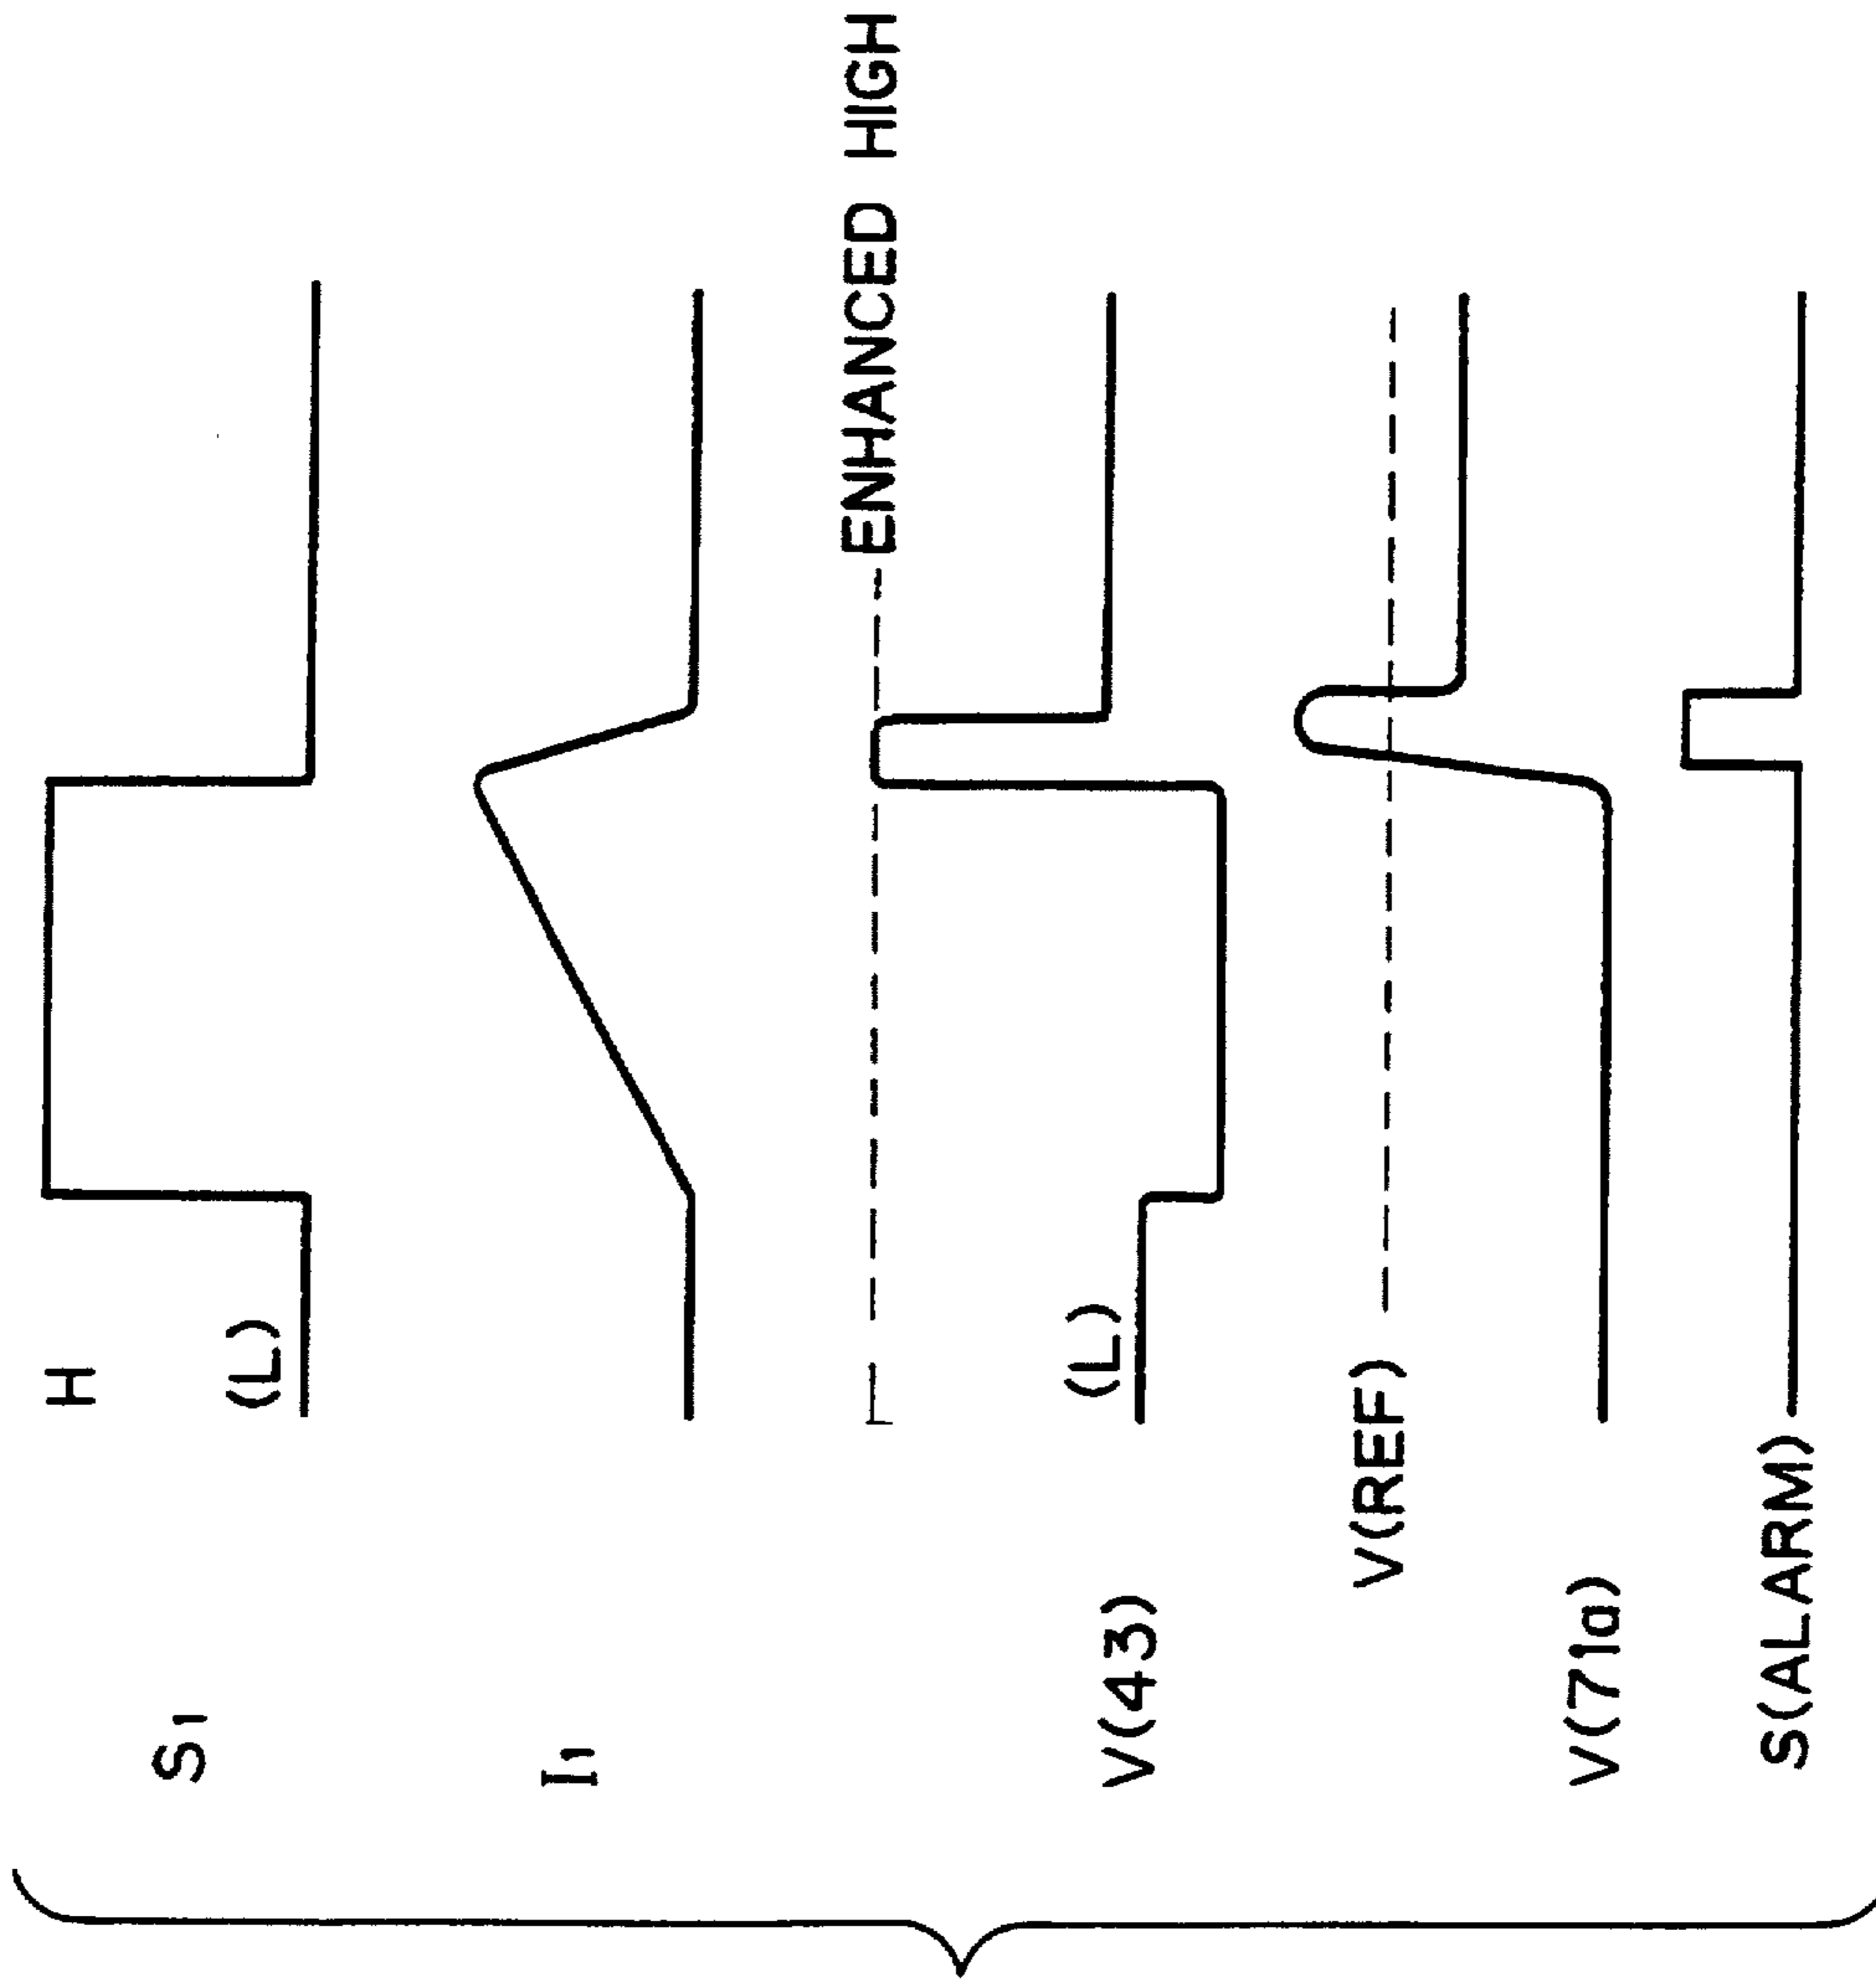 H
S1
(L)
I1
ENHANCED HIGH
(L)
V(43)
V(REF)
V(71a)
S(ALARM)